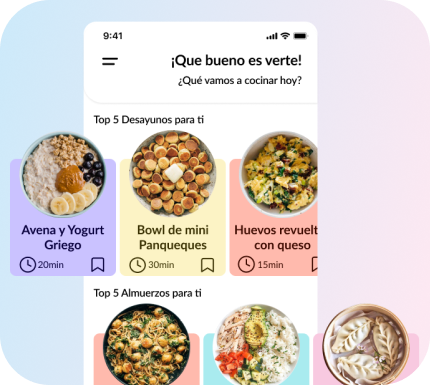 9:41
¡Que bueno es verte!
¿Qué vamos a cocinar hoy?
Top 5 Desayunos para ti
Avena y Yogurt
Griego
20min
Bowl de mini
Panqueques
30min
Huevos revuelt
con queso
15min
Top 5 Almuerzos para ti